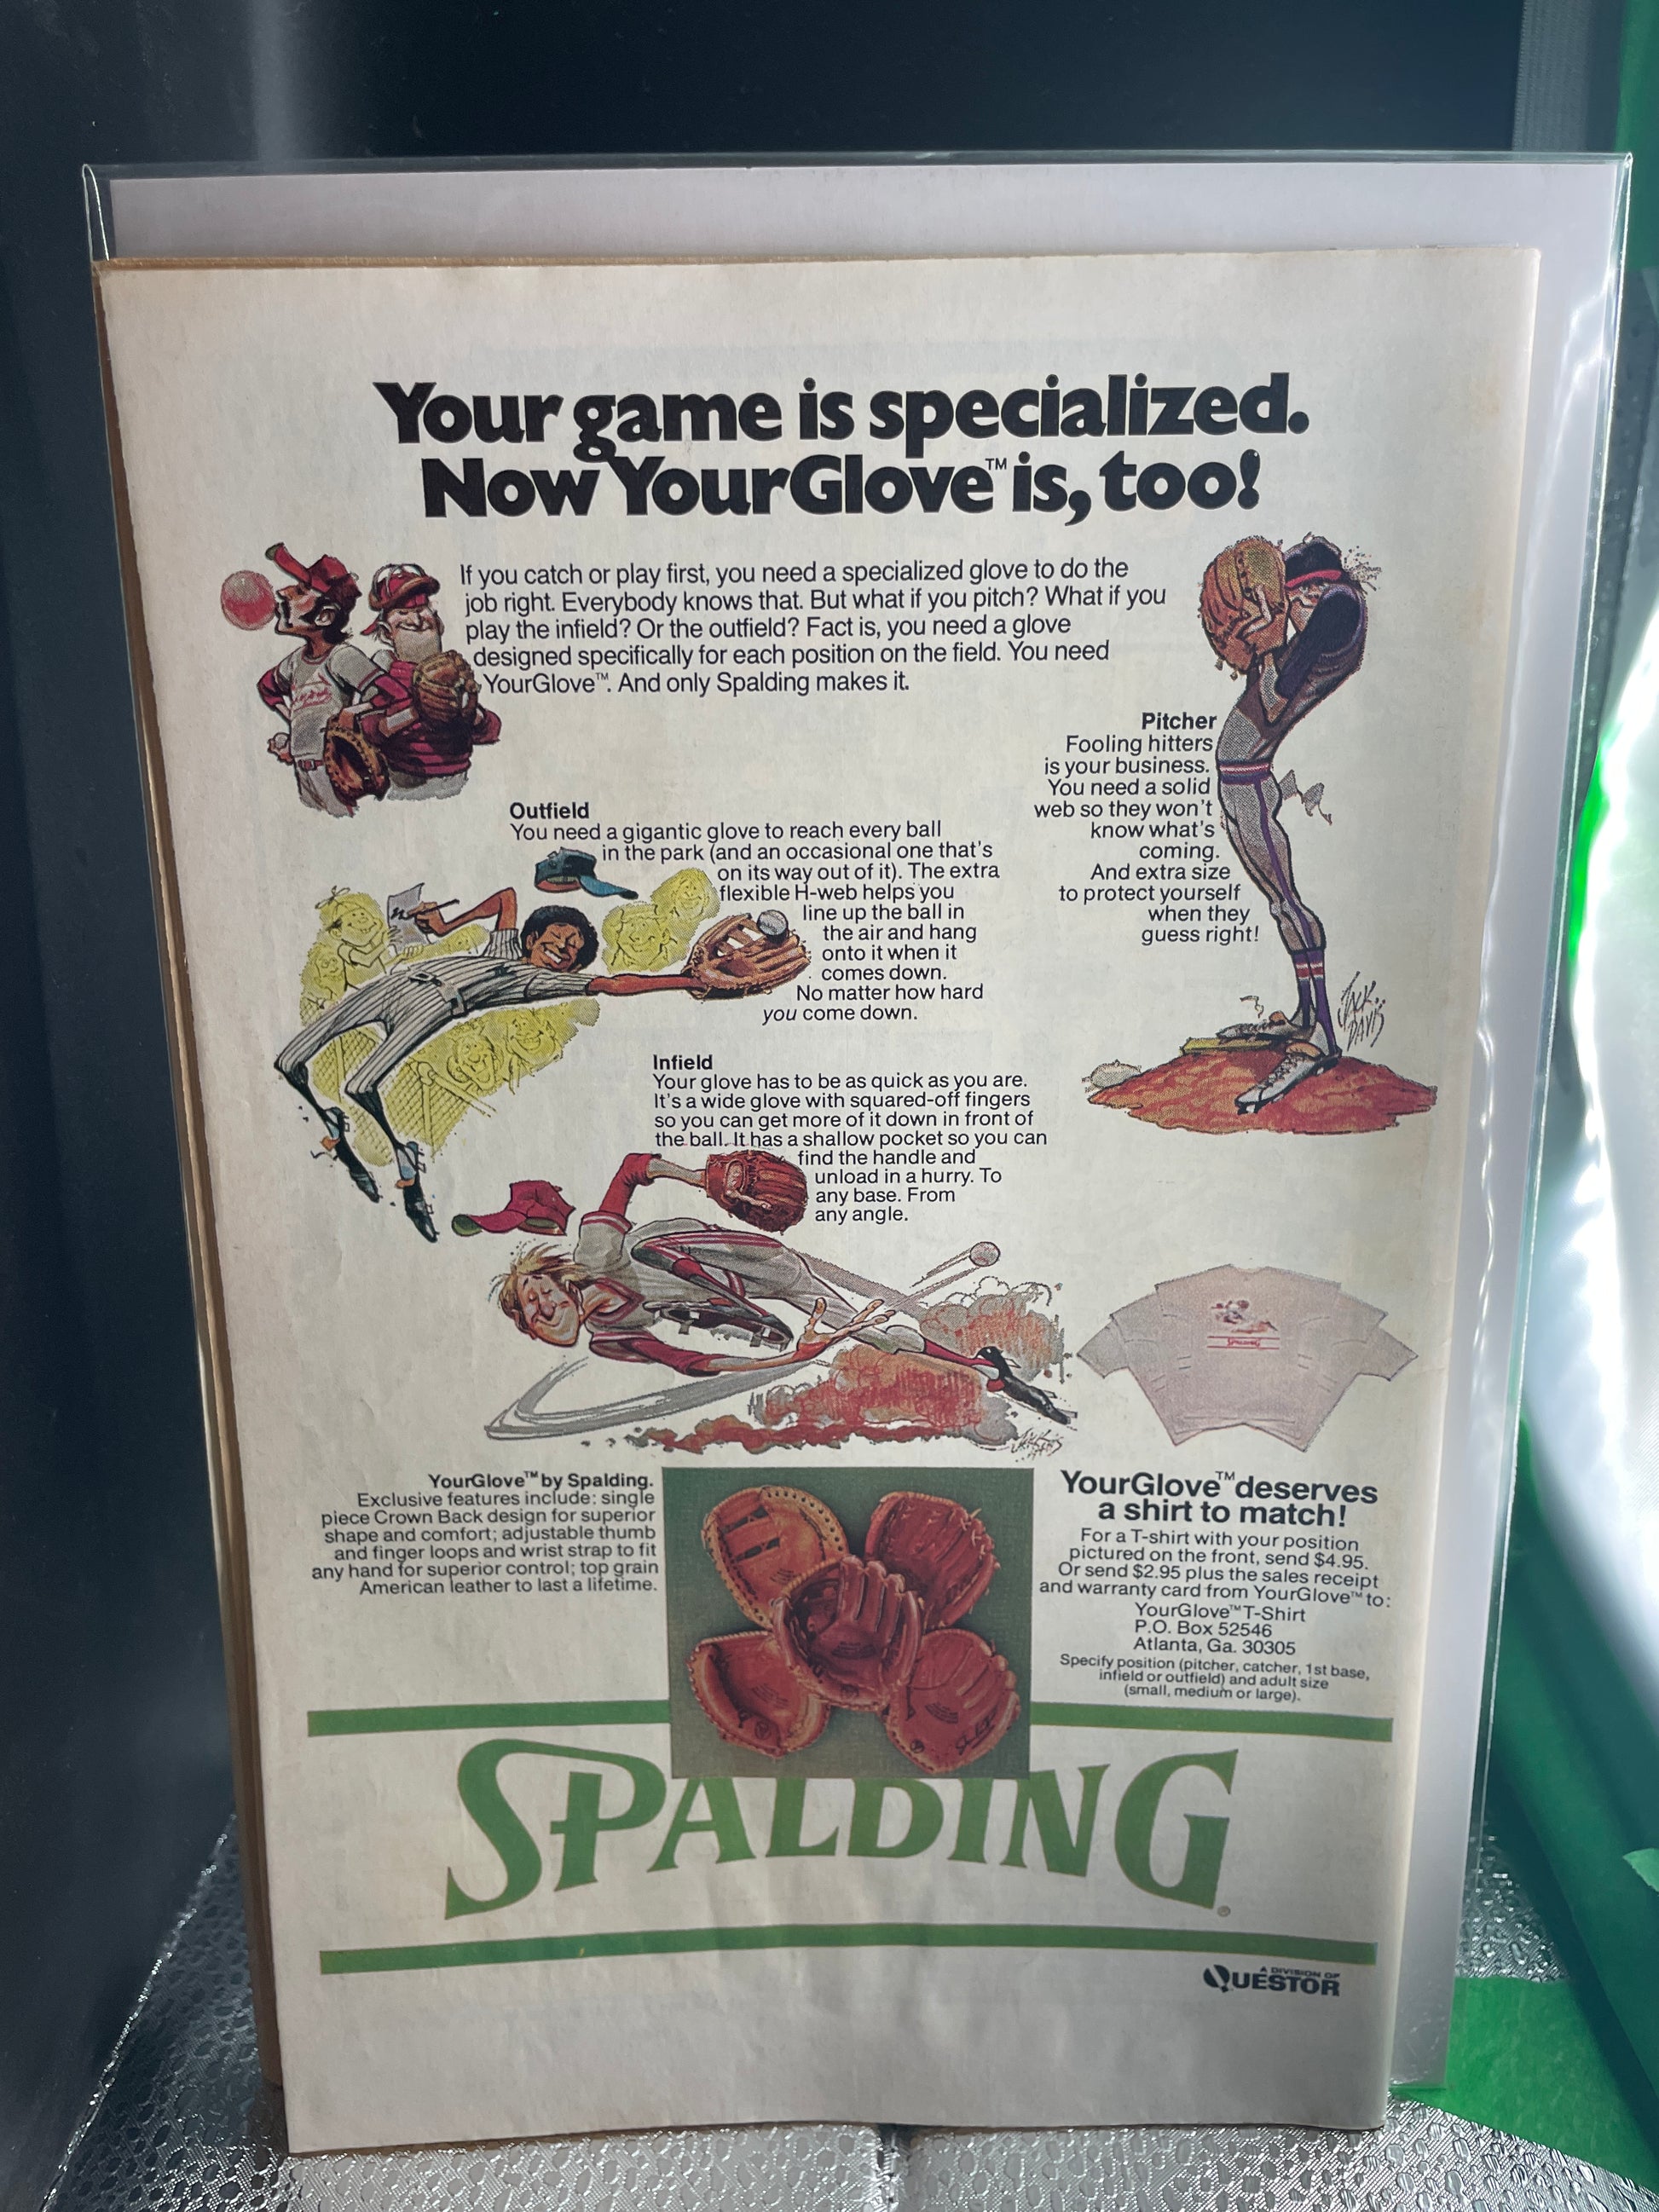 Your game is specialized.
Now YourGlove™ is, too!
If you catch or play first, you need a specialized glove to do the
job right. Everybody knows that. But what if you pitch? What if you
play the infield? Or the outfield? Fact is, you need a glove
designed specifically for each position on the field. You need
YourGlove™. And only Spalding makes it.
Pitcher
Fooling hitters
is your business.
You need a solid
web so they won't
know what's
coming.
And extra size
to protect yourself
when they
guess right!
JACK
DAVIS
Outfield
You need a gigantic glove to reach every ball
in the park (and an occasional one that's
on its way out of it). The extra
flexible H-web helps you
line up the ball in
the air and hang
onto it when it
comes down.
No matter how hard
you come down.
Infield
Your glove has to be as quick as you are.
It's a wide glove with squared-off fingers
so you can get more of it down in front of
the ball. It has a shallow pocket so you can
find the handle and
unload in a hurry. To
any base. From
any angle.
SPALDING
YourGlove™ by Spalding.
Exclusive features include: single
piece Crown Back design for superior
shape and comfort; adjustable thumb
and finger loops and wrist strap to fit
any hand for superior control; top grain
American leather to last a lifetime.
YourGlove™ deserves
a shirt to match!
For a T-shirt with your position
pictured on the front, send $4.95.
Or send $2.95 plus the sales receipt
and warranty card from YourGlove™ to:
YourGlove™ T-Shirt
P.O. Box 52546
Atlanta, Ga. 30305
Specify position (pitcher, catcher, 1st base,
infield or outfield) and adult size
(small, medium or large).
SPALDING®
A DIVISION OF
QUESTOR